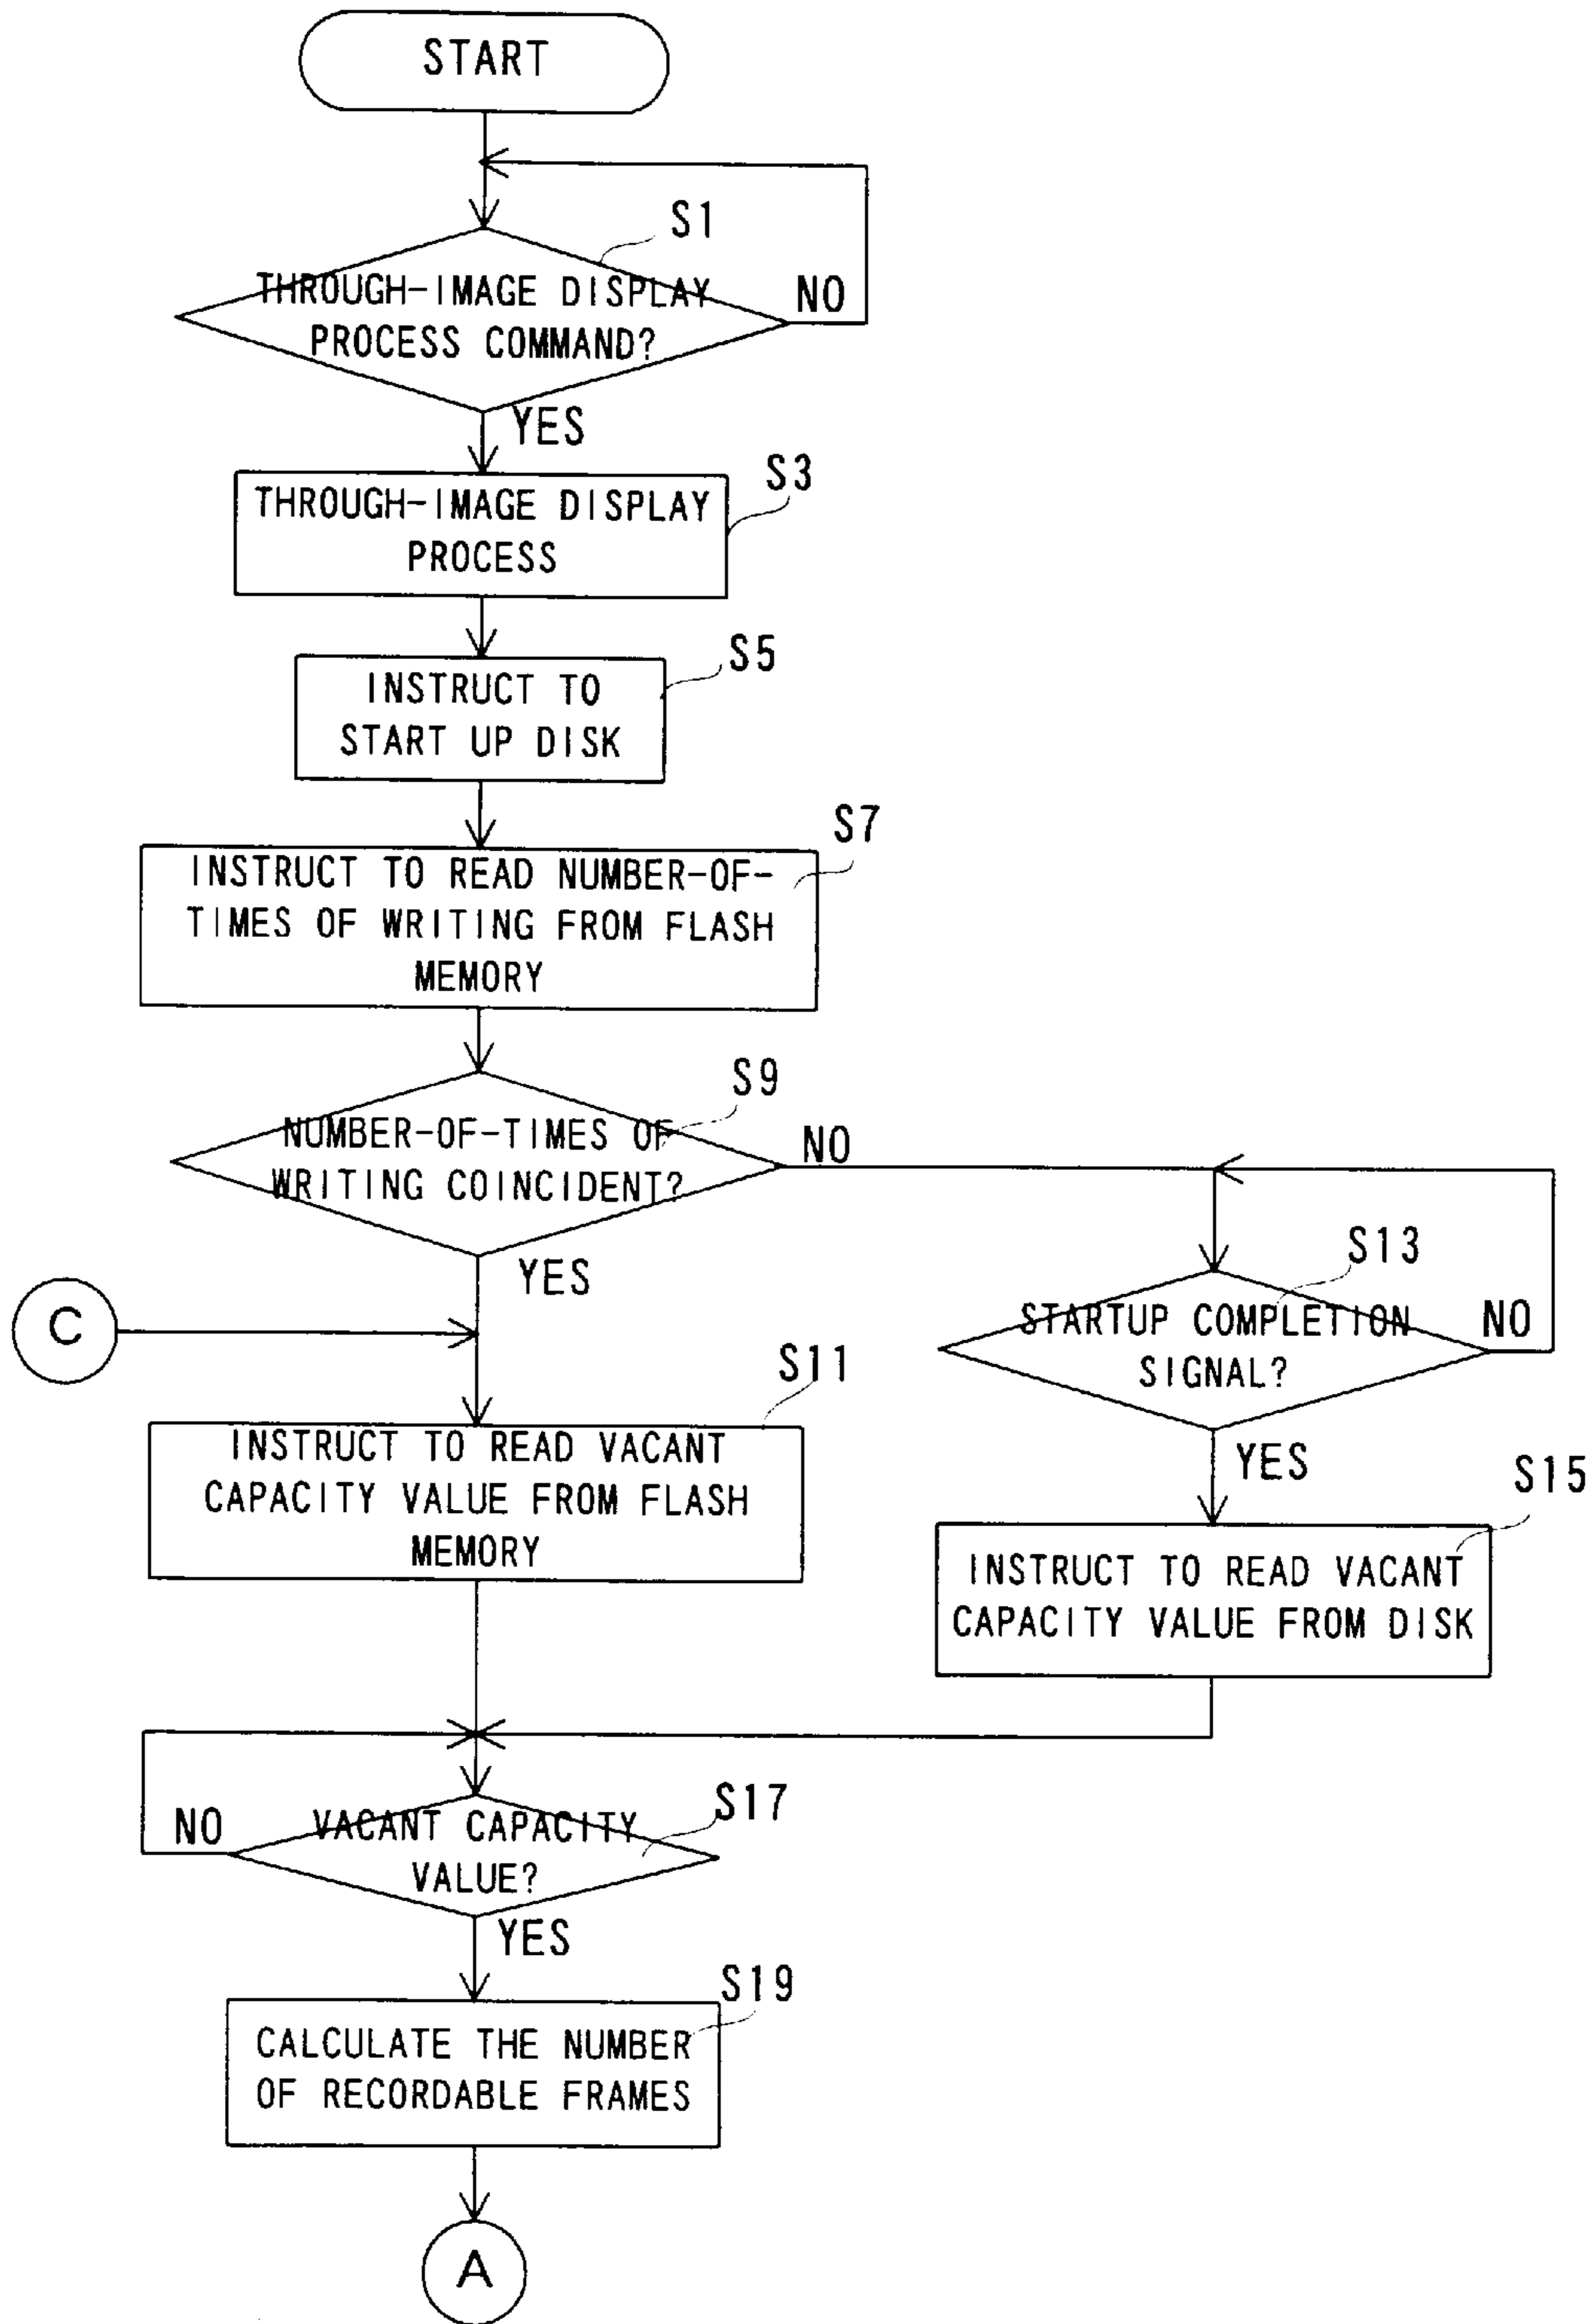 START
S1
THROUGH-IMAGE DISPLAY
PROCESS COMMAND?
NO
YES
S3
THROUGH-IMAGE DISPLAY
PROCESS
S5
INSTRUCT TO
START UP DISK
S7
INSTRUCT TO READ NUMBER-OF-
TIMES OF WRITING FROM FLASH
MEMORY
S9
NUMBER-OF-TIMES OF
WRITING COINCIDENT?
NO
YES
C
S13
STARTUP COMPLETION
SIGNAL?
NO
YES
S11
INSTRUCT TO READ VACANT
CAPACITY VALUE FROM FLASH
MEMORY
S15
INSTRUCT TO READ VACANT
CAPACITY VALUE FROM DISK
S17
VACANT CAPACITY
VALUE?
NO
YES
S19
CALCULATE THE NUMBER
OF RECORDABLE FRAMES
A